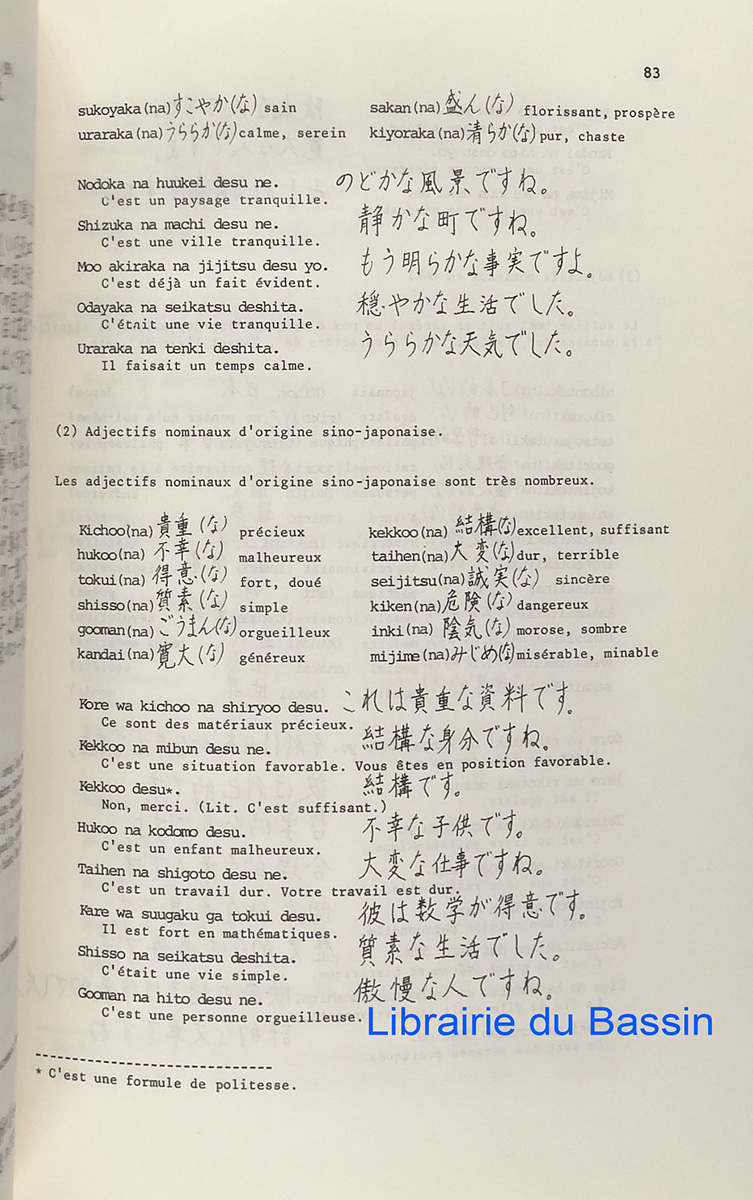 83
sukoyaka(na)すこやか(な) sain sakan(na)盛ん(な) florissant, prospère
uraraka(na)うららか(な)calme, serein kiyoraka(na)清らか(な)pur, chaste
Nodoka na huukei desu ne. のどかな風景ですね。
C'est un paysage tranquille.
Shizuka na machi desu ne. 静かな町ですね。
C'est une ville tranquille.
Moo akiraka na jijitsu desu yo. もう明らかな事実ですよ。
C'est déjà un fait évident.
Odayaka na seikatsu deshita. 穏やかな生活でした。
C'était une vie tranquille.
Uraraka na tenki deshita. うららかな天気でした。
Il faisait un temps calme.
(2) Adjectifs nominaux d'origine sino-japonaise.
Les adjectifs nominaux d'origine sino-japonaise sont très nombreux.
Kichoo(na)貴重(な) précieux kekkoo(na)結構(な)excellent, suffisant
hukoo(na)不幸(な) malheureux taihen(na)大変(な)dur, terrible
tokui(na)得意(な) fort, doué seijitsu(na)誠実(な) sincère
shisso(na)質素(な) simple kiken(na)危険(な)dangereux
gooman(na)ごうまん(な)orgueilleux inki(na)陰気(な)morose, sombre
kandai(na)寛大(な) généreux mijime(na)みじめ(な)misérable, minable
Kore wa kichoo na shiryoo desu. これは貴重な資料です。
Ce sont des matériaux précieux.
Kekkoo na mibun desu ne. 結構な身分ですね。
C'est une situation favorable. Vous êtes en position favorable.
Kekkoo desu*. 結構です。
Non, merci. (Lit. C'est suffisant.)
Hukoo na kodomo desu. 不幸な子供です。
C'est un enfant malheureux.
Taihen na shigoto desu ne. 大変な仕事ですね。
C'est un travail dur. Votre travail est dur.
Kare wa suugaku ga tokui desu. 彼は数学が得意です。
Il est fort en mathématiques.
Shisso na seikatsu deshita. 質素な生活でした。
C'était une vie simple.
Gooman na hito desu ne. 傲慢な人ですね。
C'est une personne orgueilleuse.
Librairie du Bassin
* C'est une formule de politesse.